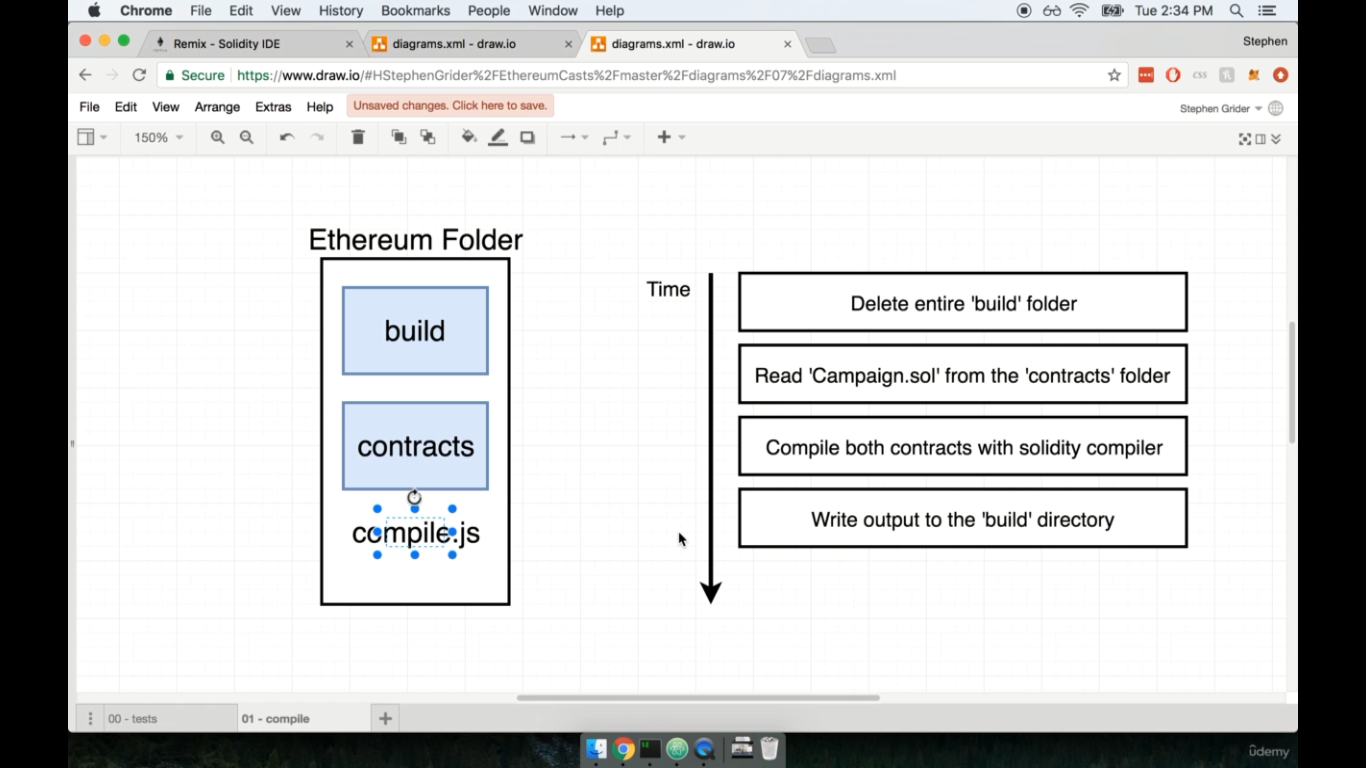 Chrome File Edit View History Bookmarks People Window Help Tue 2:34 PM
Remix - Solidity IDE diagrams.xml - draw.io diagrams.xml - draw.io Stephen
Secure https://www.draw.io/#HStephenGrider%2FEthereumCasts%2Fmaster%2Fdiagrams%2F07%2Fdiagrams.xml
File Edit View Arrange Extras Help Unsaved changes. Click here to save. Stephen Grider
150%
Ethereum Folder
build
contracts
compile.js
Time
Delete entire 'build' folder
Read 'Campaign.sol' from the 'contracts' folder
Compile both contracts with solidity compiler
Write output to the 'build' directory
00 - tests 01 - compile
ûdemy